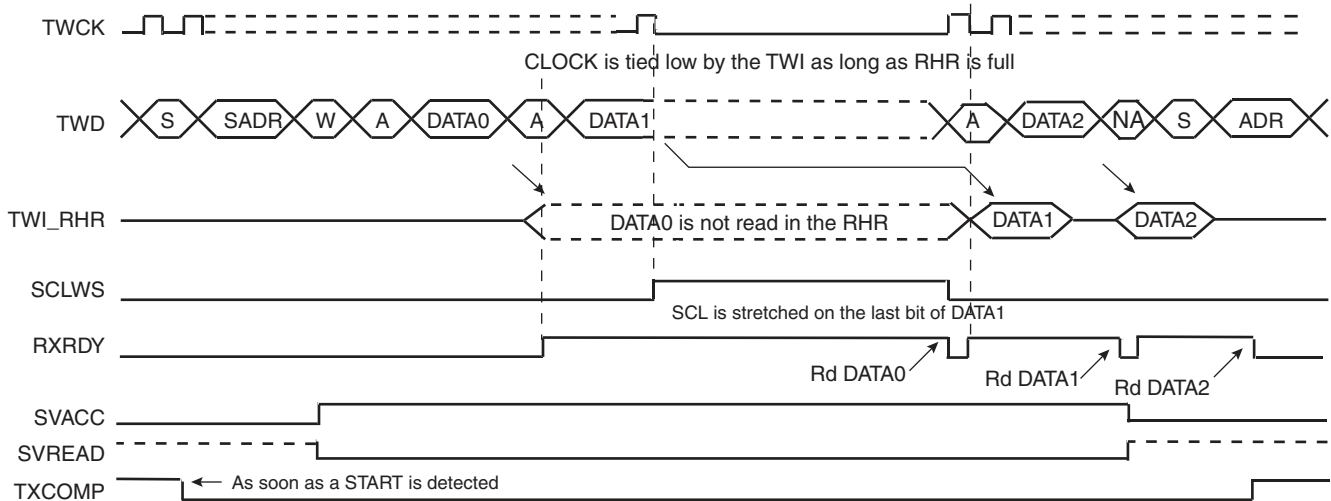 TWCK
CLOCK is tied low by the TWI as long as RHR is full
TWD S SADR W A DATA0 A DATA1 A DATA2 NA S ADR
TWI_RHR DATA0 is not read in the RHR DATA1 DATA2
SCLWS
SCL is stretched on the last bit of DATA1
RXRDY
Rd DATA0 Rd DATA1 Rd DATA2
SVACC
SVREAD
TXCOMP As soon as a START is detected